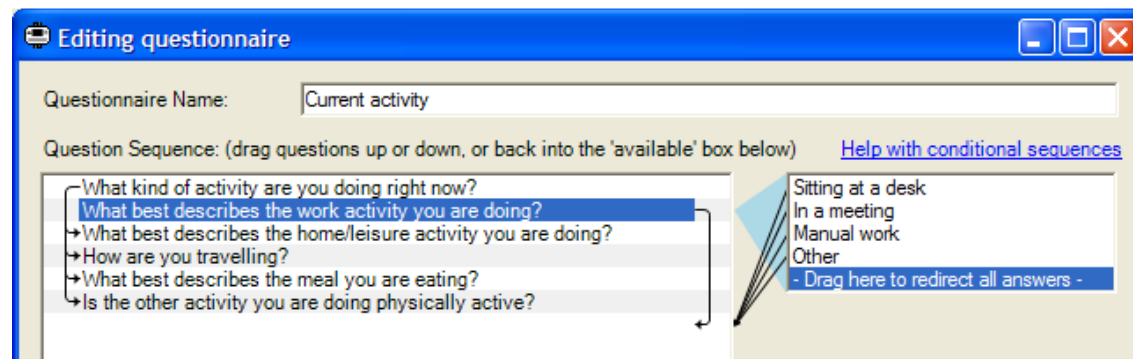 Editing questionnaire
Questionnaire Name: Current activity
Question Sequence: (drag questions up or down, or back into the 'available' box below) Help with conditional sequences
What kind of activity are you doing right now?
What best describes the work activity you are doing?
What best describes the home/leisure activity you are doing?
How are you travelling?
What best describes the meal you are eating?
Is the other activity you are doing physically active?
Sitting at a desk
In a meeting
Manual work
Other
- Drag here to redirect all answers -